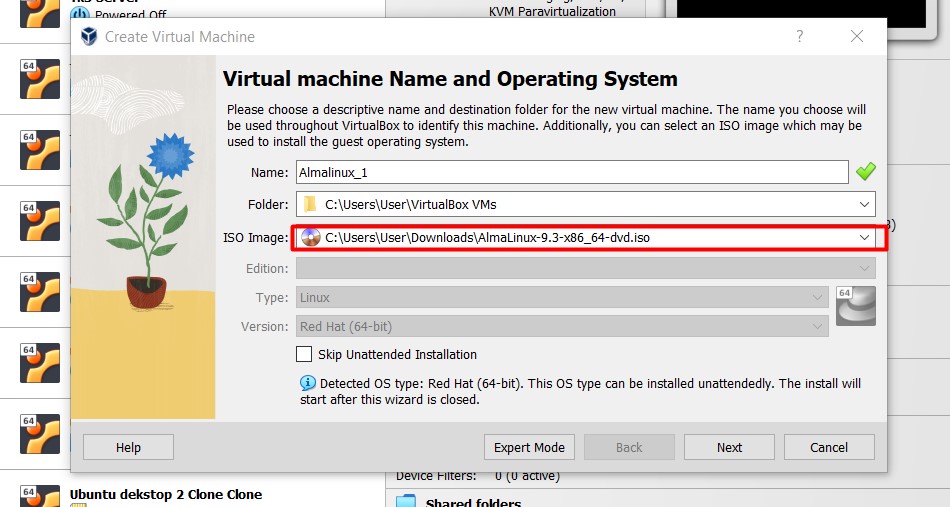 Powered Off
KVM Paravirtualization
64
Create Virtual Machine
?
Virtual machine Name and Operating System
Please choose a descriptive name and destination folder for the new virtual machine. The name you choose will
be used throughout VirtualBox to identify this machine. Additionally, you can select an ISO image which may be
used to install the guest operating system.
Name: Almalinux_1
Folder: C:\Users\User\VirtualBox VMs
ISO Image: C:\Users\User\Downloads\AlmaLinux-9.3-x86_64-dvd.iso
Edition:
Type: Linux
64
Version: Red Hat (64-bit)
Skip Unattended Installation
Detected OS type: Red Hat (64-bit). This OS type can be installed unattendedly. The install will
start after this wizard is closed.
64
64
64
64
64
Help
Expert Mode
Back
Next
Cancel
Device Filters: 0 (0 active)
64
Ubuntu dekstop 2 Clone Clone
Shared folders